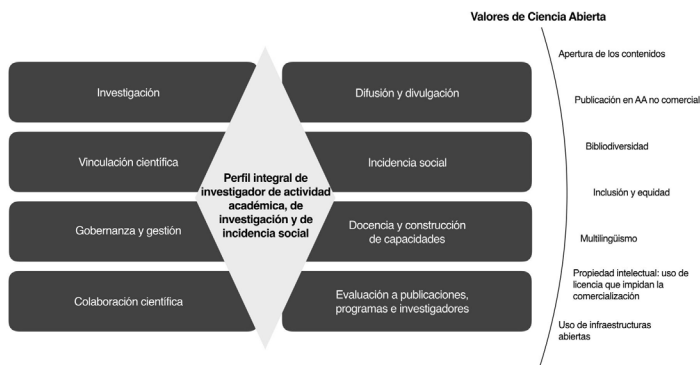 Valores de Ciencia Abierta
Investigación
Vinculación científica
Gobernanza y gestión
Colaboración científica
Perfil integral de
investigador de actividad
académica, de
investigación y de
incidencia social
Difusión y divulgación
Incidencia social
Docencia y construcción
de capacidades
Evaluación a publicaciones,
programas e investigadores
Apertura de los contenidos
Publicación en AA no comercial
Bibliodiversidad
Inclusión y equidad
Multilingüismo
Propiedad intelectual: uso de
licencia que impidan la
comercialización
Uso de infraestructuras
abiertas